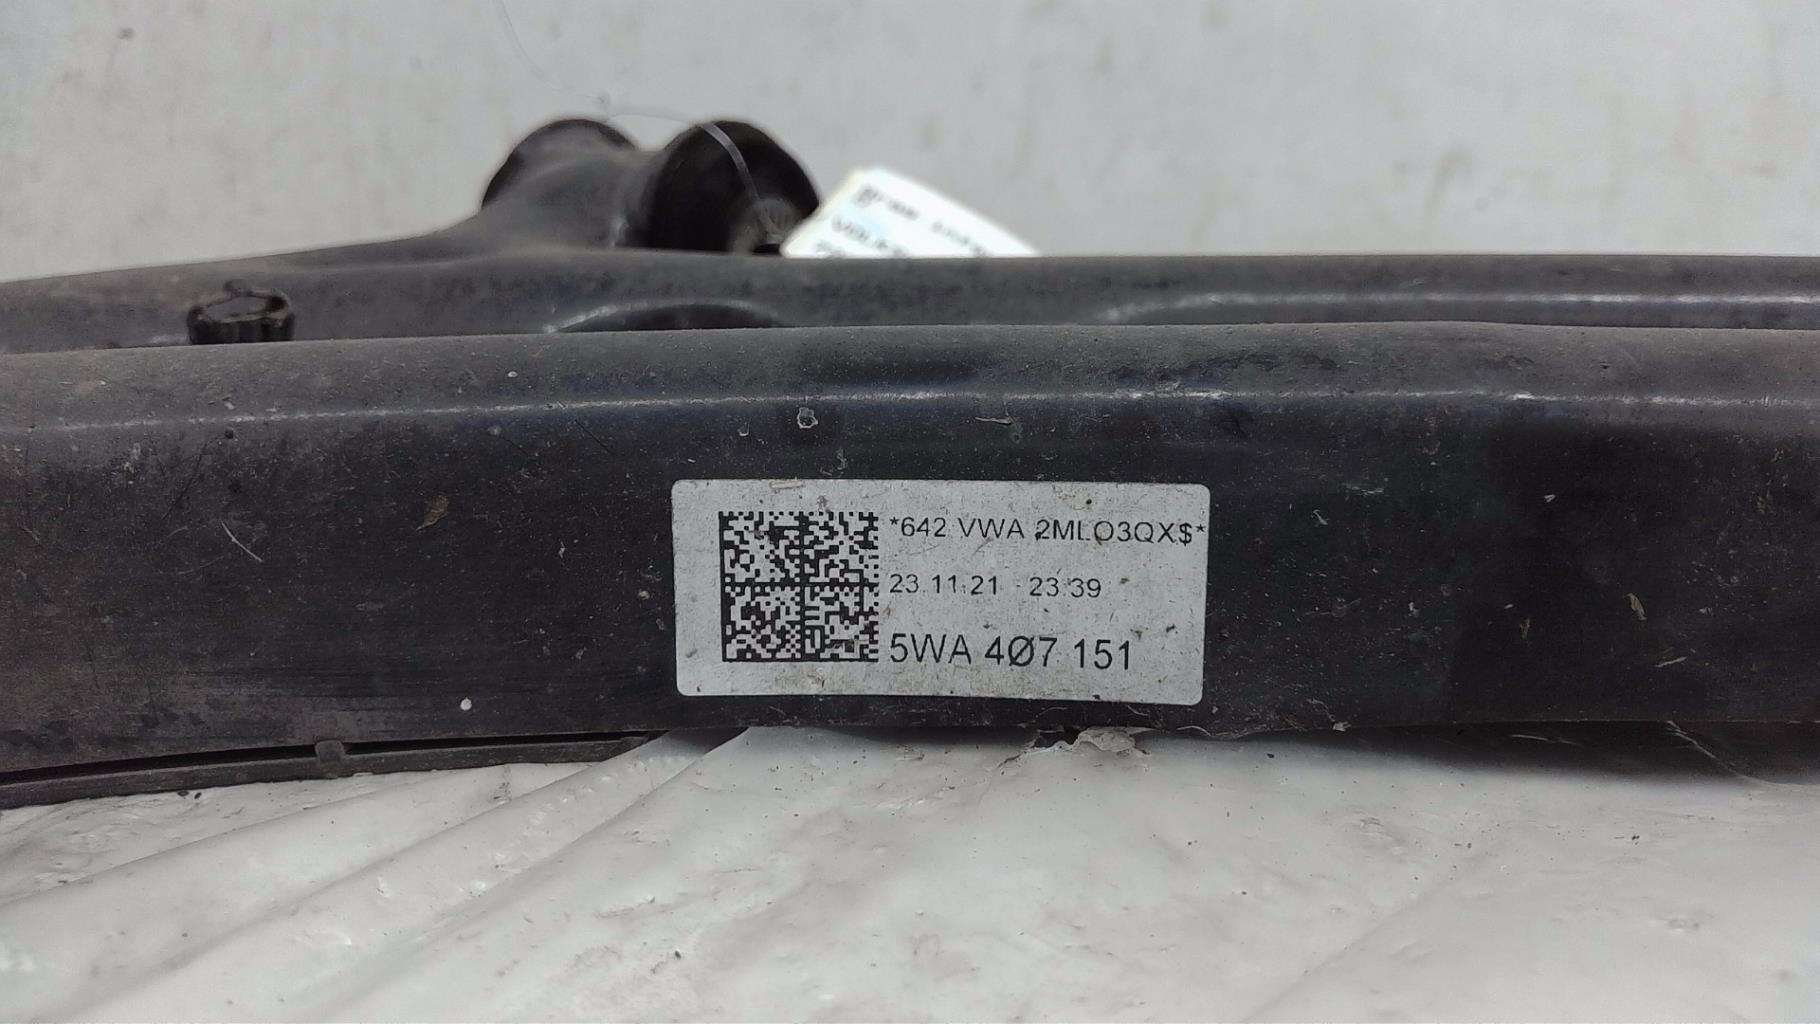 *642 VWA 2MLO3QX$*
23.11.21 23:39
5WA 4Ø7 151